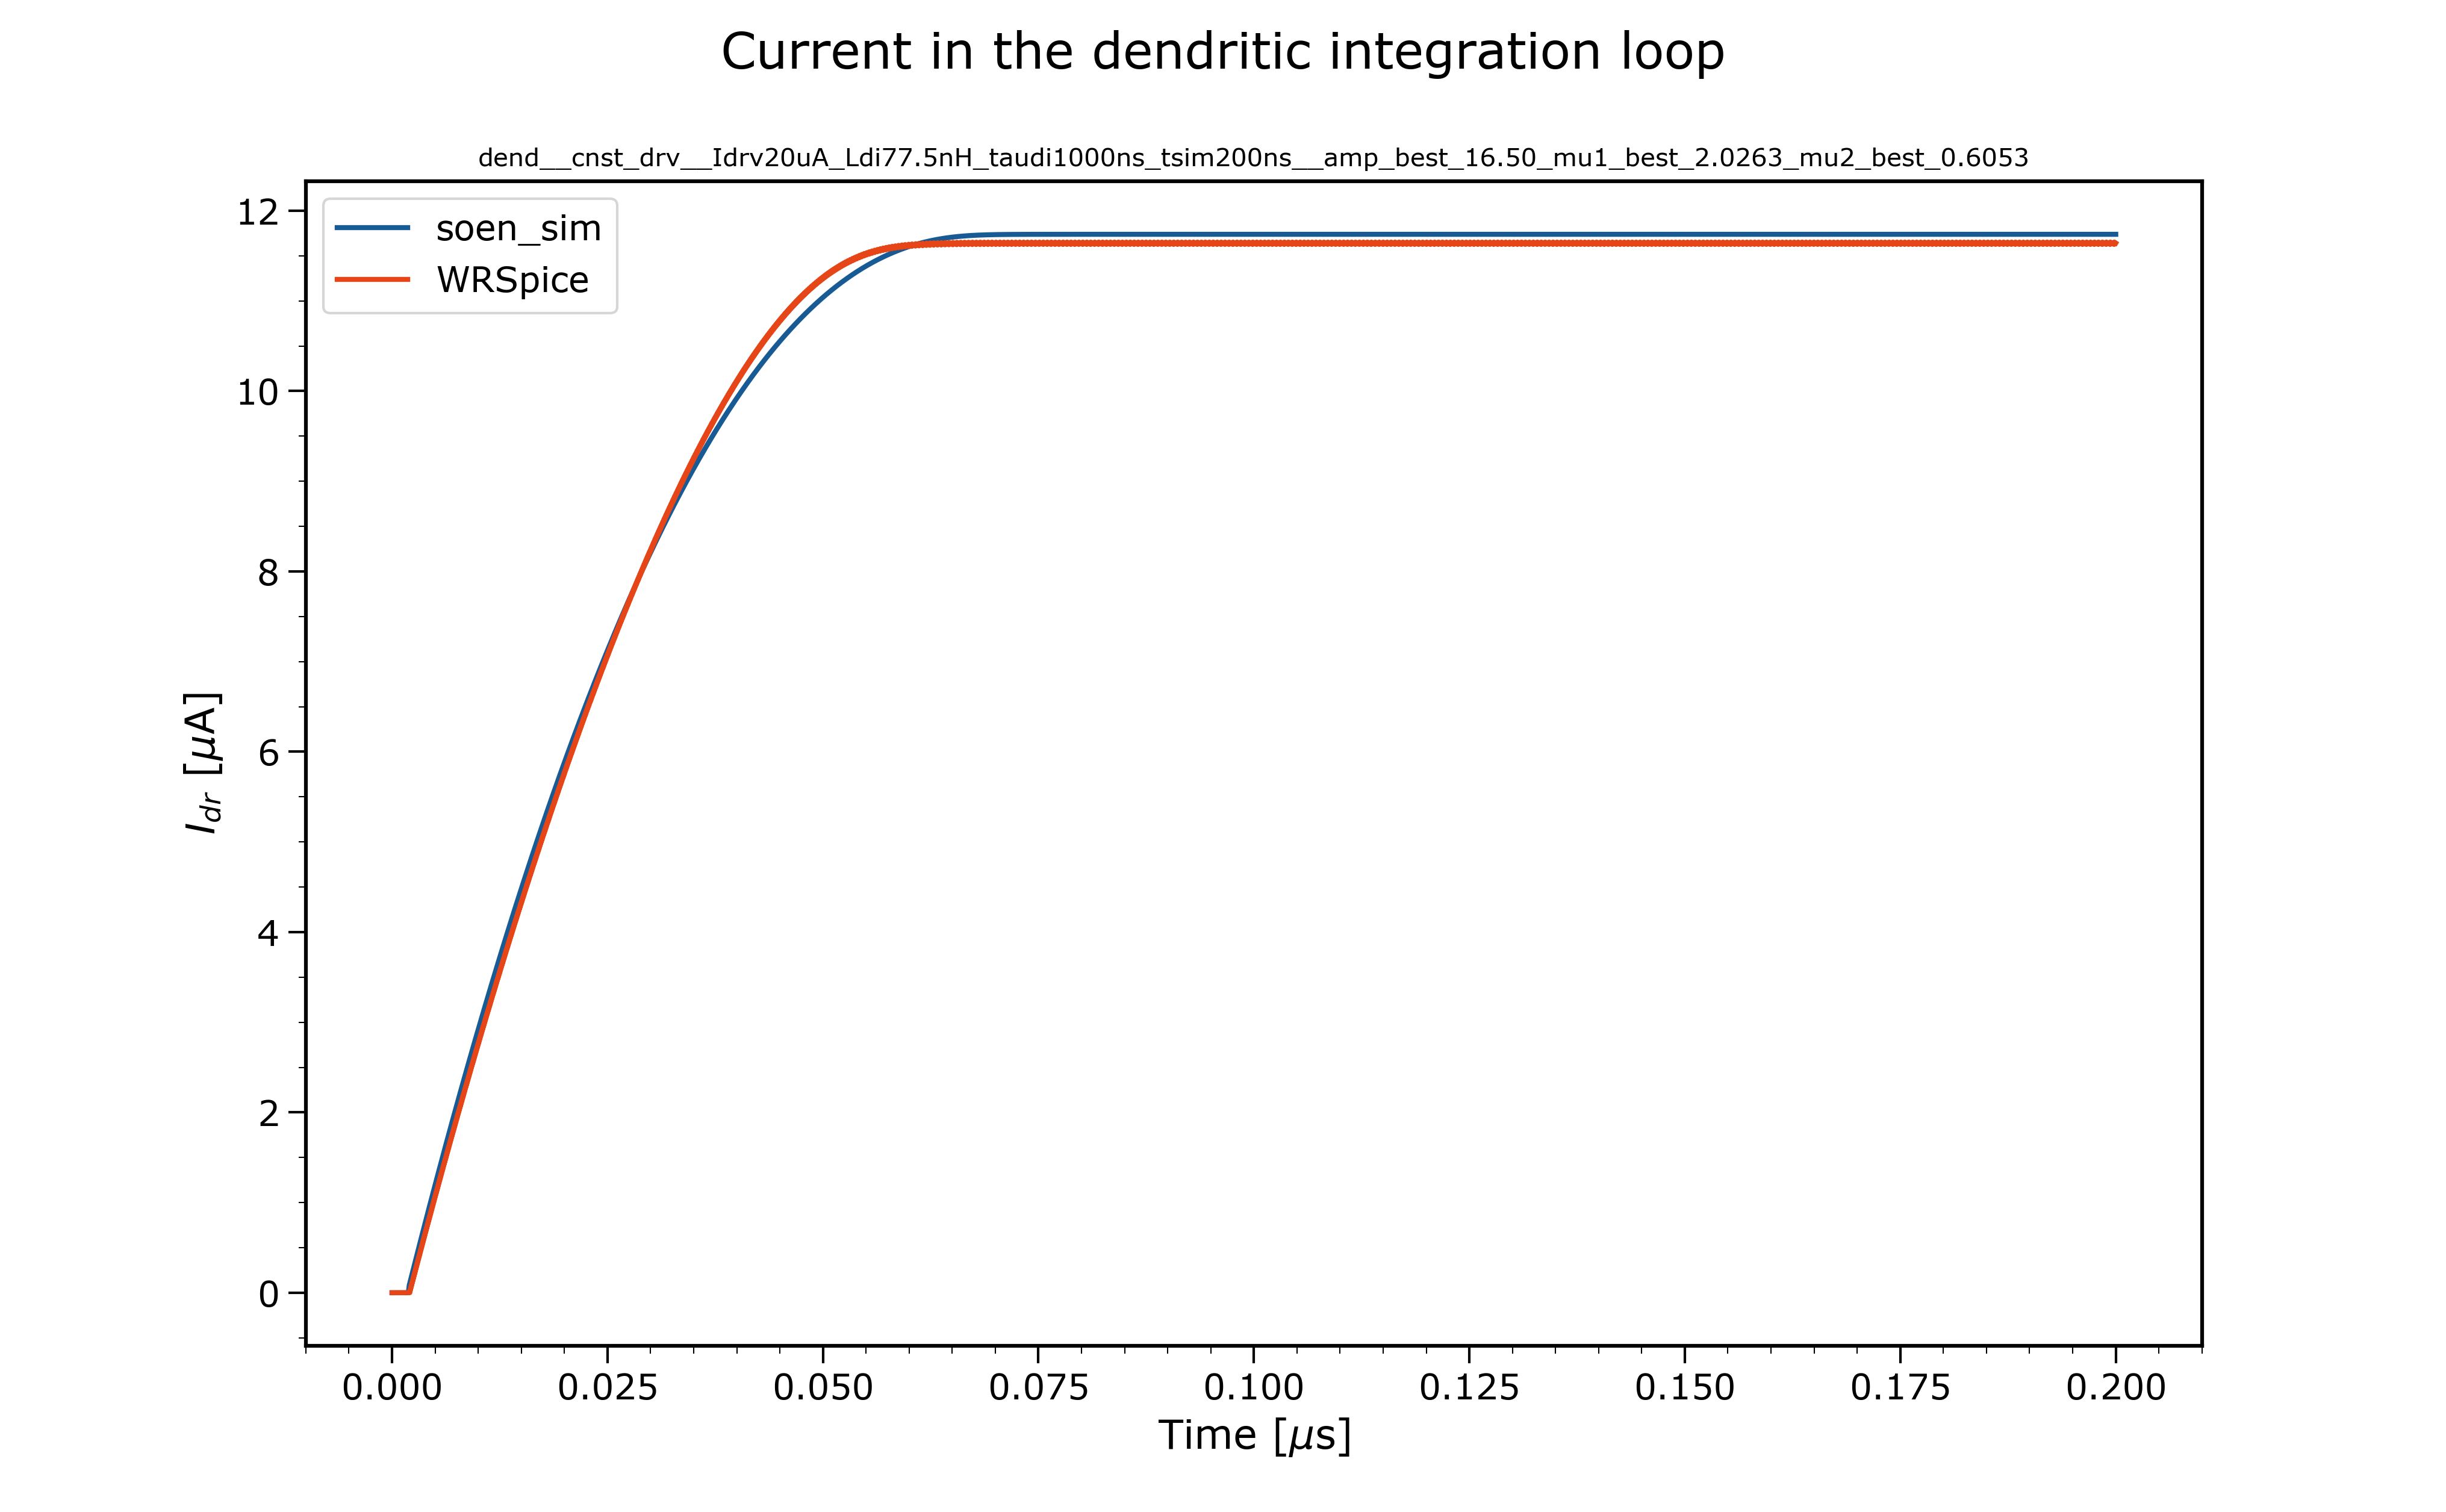 Current in the dendritic integration loop
dend__cnst_drv__Idrv20uA_Ldi77.5nH_taudi1000ns_tsim200ns__amp_best_16.50_mu1_best_2.0263_mu2_best_0.6053
soen_sim
WRSpice
12
10
8
6
4
2
0
I_dr [μA]
0.000 0.025 0.050 0.075 0.100 0.125 0.150 0.175 0.200
Time [μs]